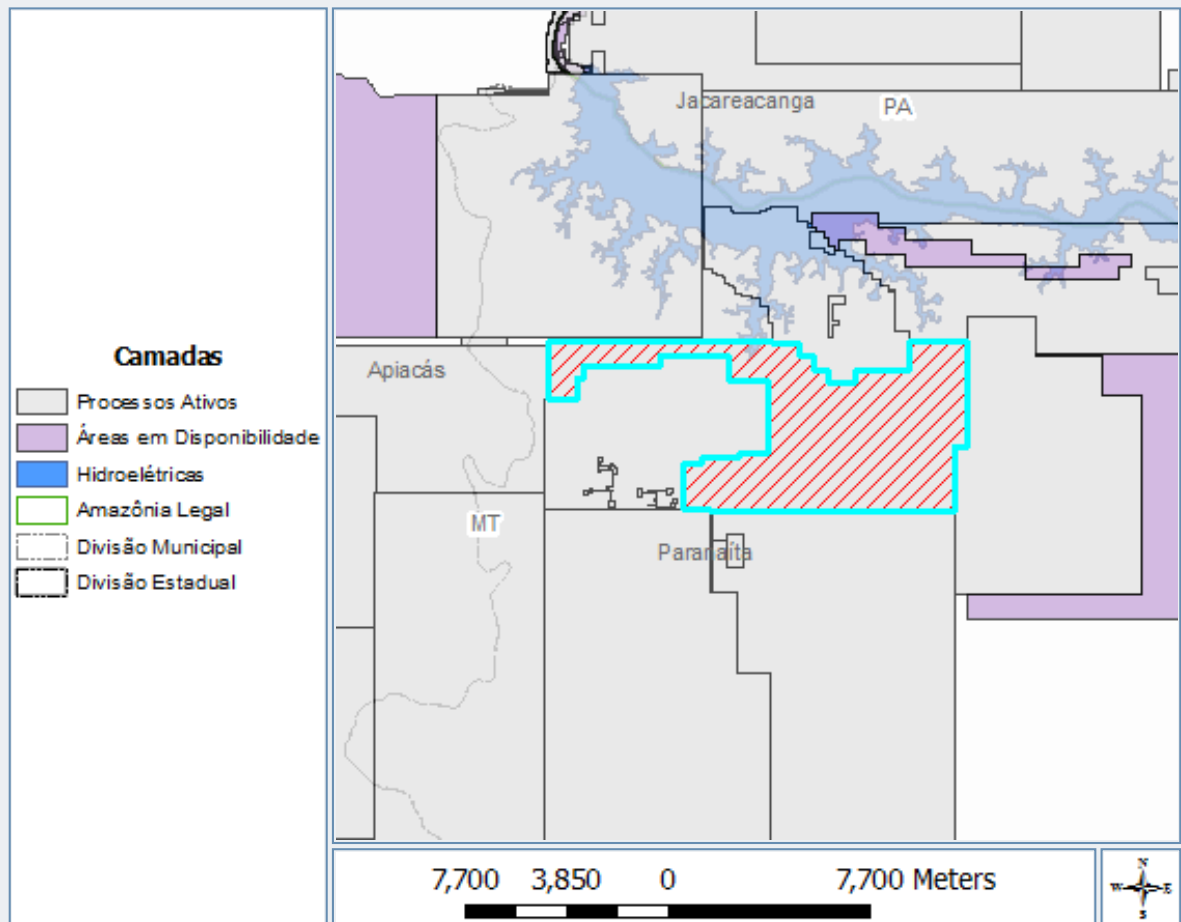 Camadas
Processos Ativos
Áreas em Disponibilidade
Hidroelétricas
Amazônia Legal
Divisão Municipal
Divisão Estadual
Jacareacanga
PA
Apiacás
MT
Paranaíta
7,700 3,850 0 7,700 Meters
N
W E
S